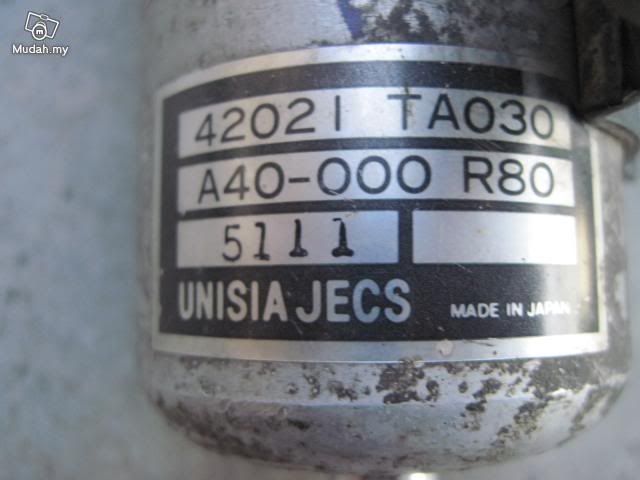 Mudah.my
42021 TA030
A40-000 R80
5111
UNISIA JECS MADE IN JAPAN